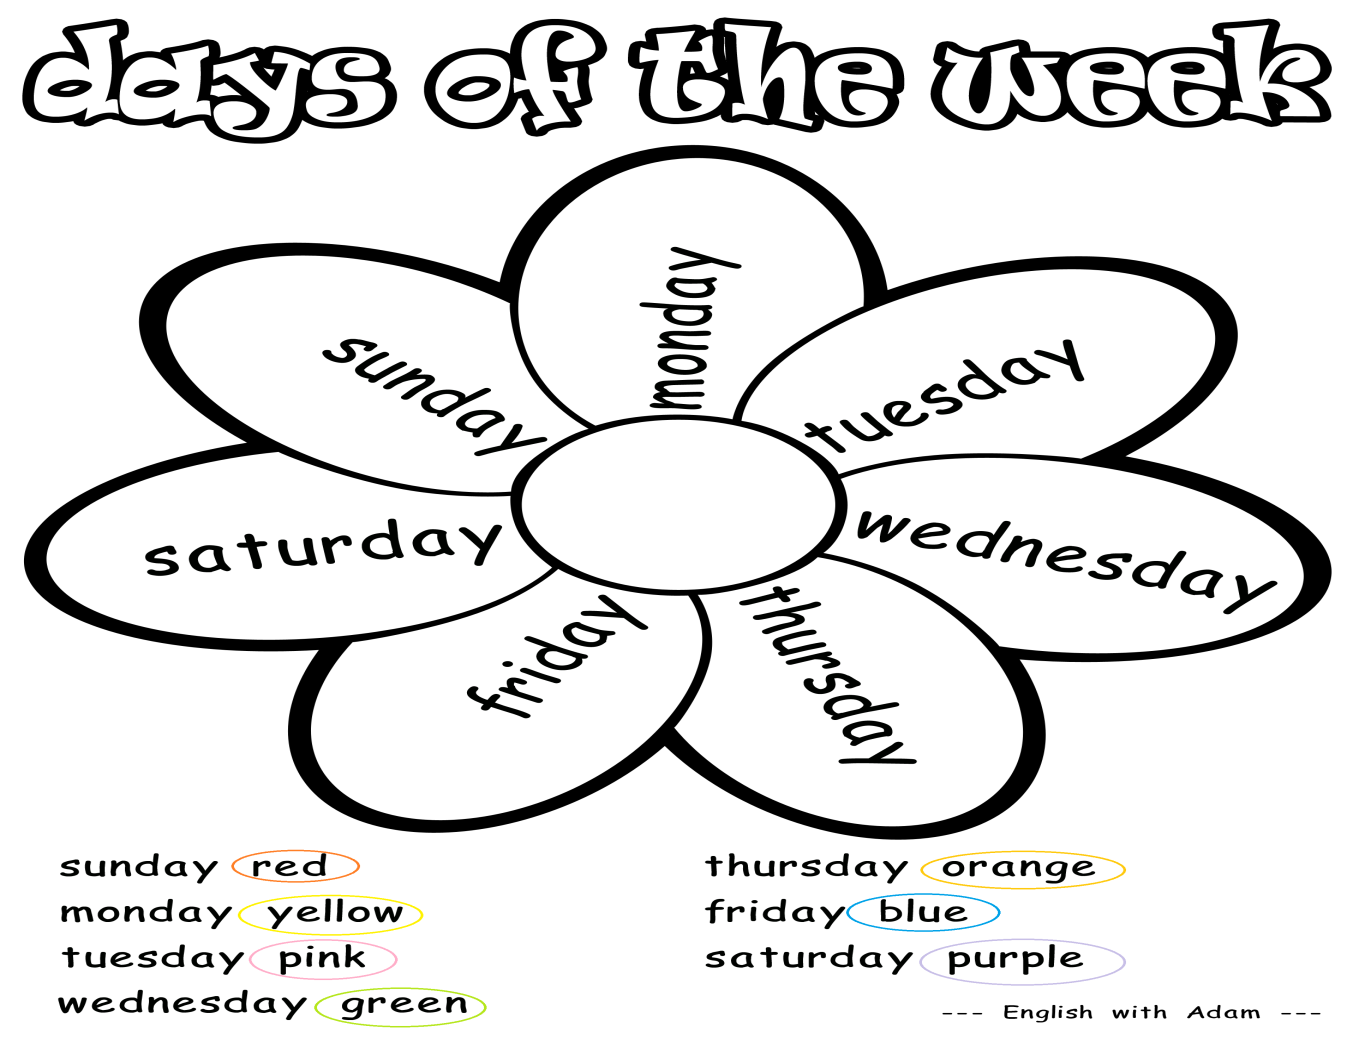 days of the week
monday
sunday
tuesday
saturday
wednesday
friday
thursday
sunday red
monday yellow
tuesday pink
wednesday green
thursday orange
friday blue
saturday purple
--- English with Adam ---